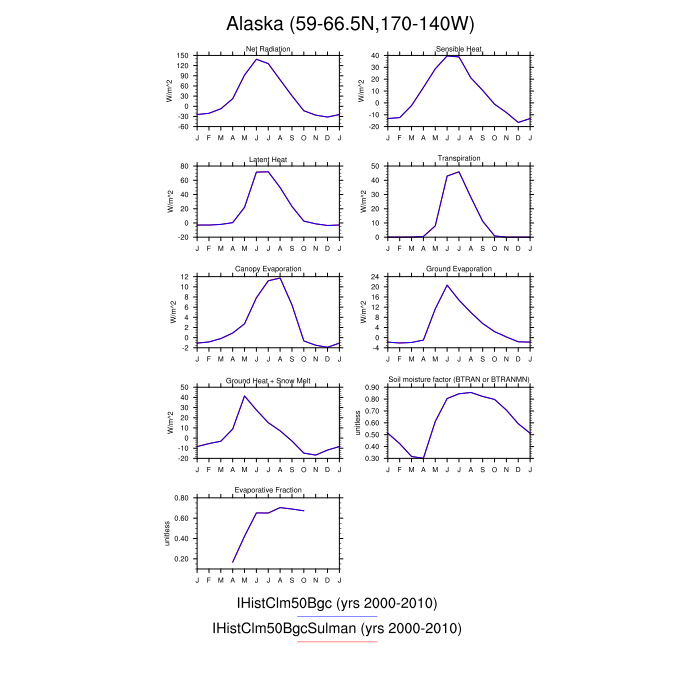 Alaska (59-66.5N,170-140W)
Net Radiation
Sensible Heat
150
120
90
60
30
0
-30
-60
W/m^2
J F M A M J J A S O N D J
40
30
20
10
0
-10
-20
W/m^2
J F M A M J J A S O N D J
Latent Heat
Transpiration
80
60
40
20
0
-20
W/m^2
J F M A M J J A S O N D J
50
40
30
20
10
0
W/m^2
J F M A M J J A S O N D J
Canopy Evaporation
Ground Evaporation
12
10
8
6
4
2
0
-2
W/m^2
J F M A M J J A S O N D J
24
20
16
12
8
4
0
-4
W/m^2
J F M A M J J A S O N D J
Ground Heat + Snow Melt
Soil moisture factor (BTRAN or BTRANMN)
50
40
30
20
10
0
-10
-20
W/m^2
J F M A M J J A S O N D J
0.90
0.80
0.70
0.60
0.50
0.40
0.30
unitless
J F M A M J J A S O N D J
Evaporative Fraction
0.80
0.60
0.40
0.20
unitless
J F M A M J J A S O N D J
IHistClm50Bgc (yrs 2000-2010)
IHistClm50BgcSulman (yrs 2000-2010)